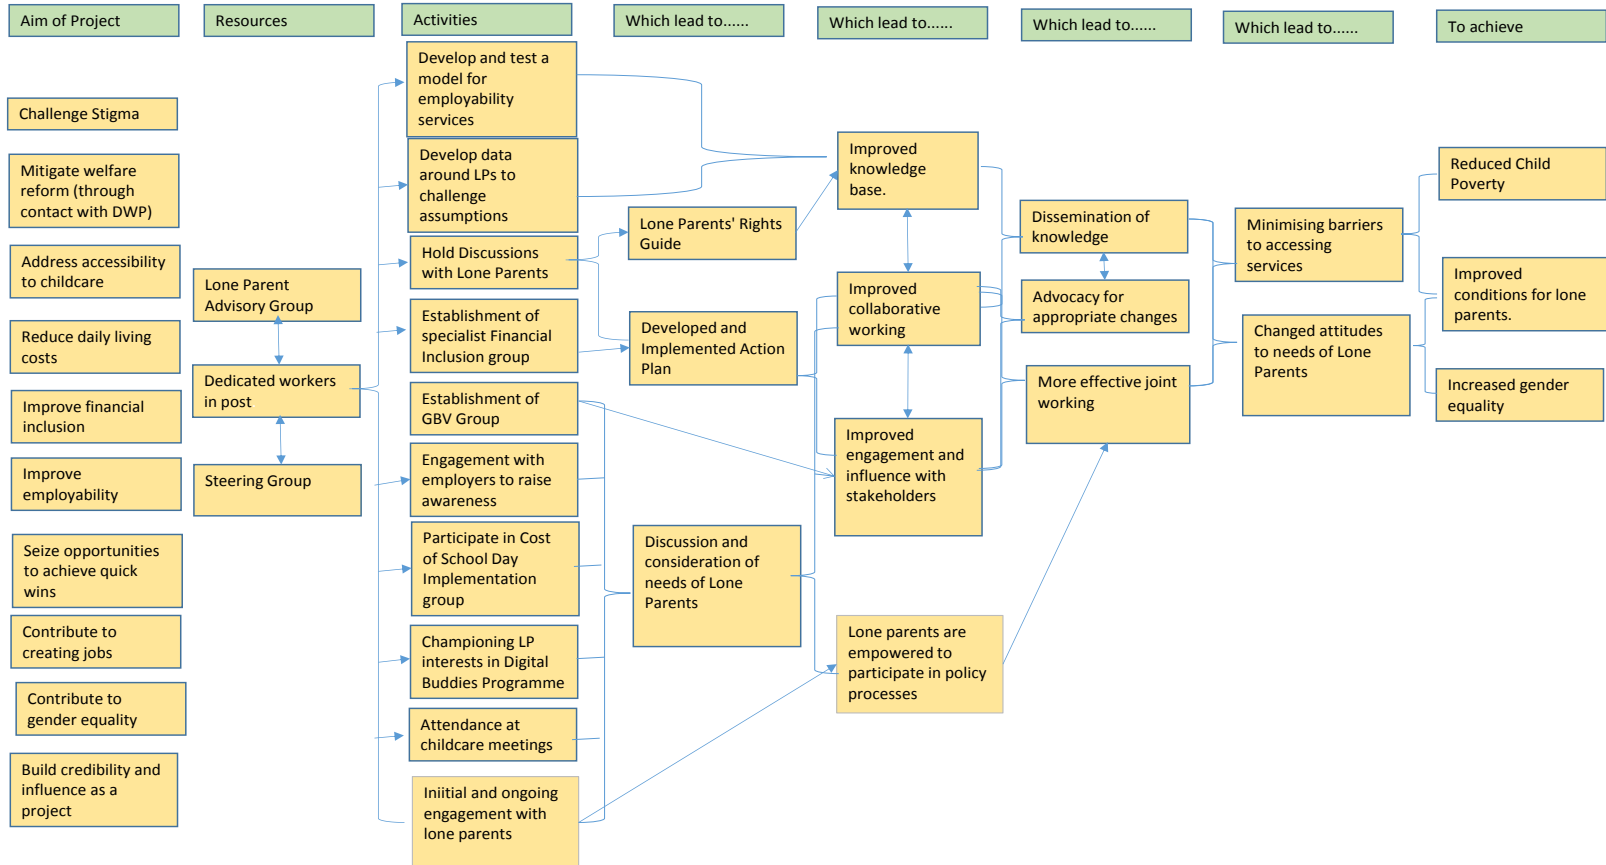 Aim of Project
Resources
Activities
Which lead to......
Which lead to......
Which lead to......
Which lead to......
To achieve
Challenge Stigma
Mitigate welfare
reform (through
contact with DWP)
Address accessibility
to childcare
Reduce daily living
costs
Improve financial
inclusion
Improve
employability
Seize opportunities
to achieve quick
wins
Contribute to
creating jobs
Contribute to
gender equality
Build credibility and
influence as a
project
Lone Parent
Advisory Group
Dedicated workers
in post
Steering Group
Develop and test a
model for
employability
services
Develop data
around LPs to
challenge
assumptions
Hold Discussions
with Lone Parents
Establishment of
specialist Financial
Inclusion group
Establishment of
GBV Group
Engagement with
employers to raise
awareness
Participate in Cost
of School Day
Implementation
group
Championing LP
interests in Digital
Buddies Programme
Attendance at
childcare meetings
Iniitial and ongoing
engagement with
lone parents
Lone Parents' Rights
Guide
Developed and
Implemented Action
Plan
Discussion and
consideration of
needs of Lone
Parents
Improved
knowledge
base.
Improved
collaborative
working
Improved
engagement and
influence with
stakeholders
Lone parents are
empowered to
participate in policy
processes
Dissemination of
knowledge
Advocacy for
appropriate changes
More effective joint
working
Minimising barriers
to accessing
services
Changed attitudes
to needs of Lone
Parents
Reduced Child
Poverty
Improved
conditions for lone
parents.
Increased gender
equality